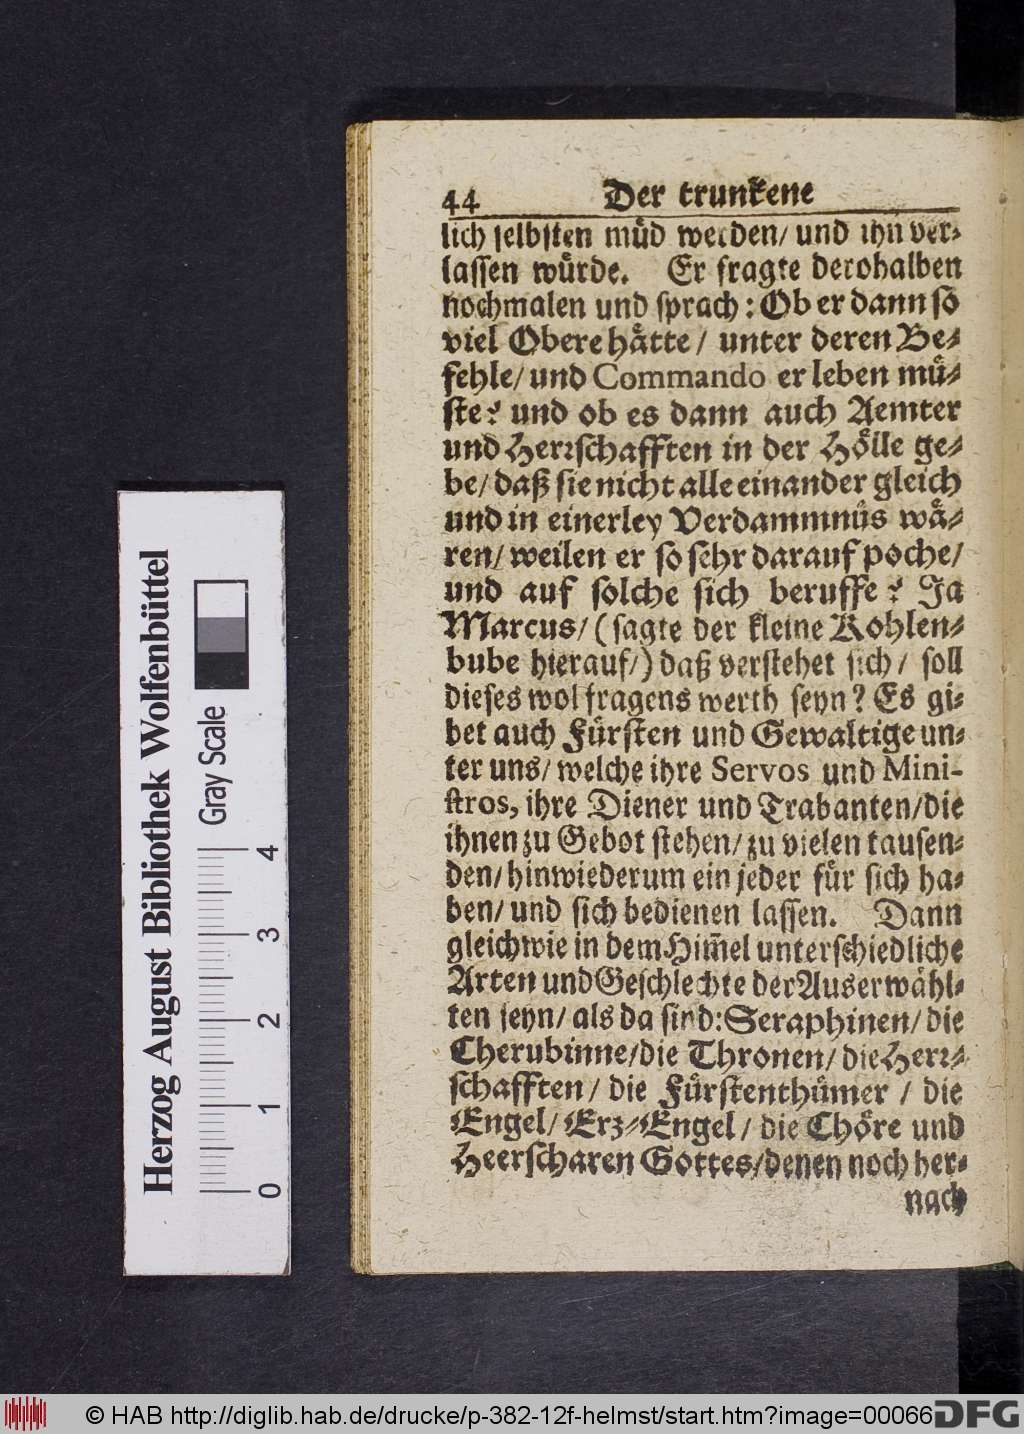 44 Der trunkene
lich selbsten müd werden/ und ihn ver-
lassen würde. Er fragte derohalben
nochmalen und sprach: Ob er dann so
viel Obere hätte/ unter deren Be-
fehle/ und Commando er leben mü-
ste? und ob es dann auch Aemter
und Herrschafften in der Hölle ge-
be/ daß sie nicht alle einander gleich
und in einerley Verdammnüs wä-
ren/ weilen er so sehr darauf poche/
und auf solche sich beruffe? Ja
Marcus/ (sagte der kleine Kohlen-
bube hierauf/) daß verstehet sich/ soll
dieses wol fragens werth seyn? Es gi-
bet auch Fürsten und Gewaltige un-
ter uns/ welche ihre Servos und Mini-
stros, ihre Diener und Trabanten/ die
ihnen zu Gebot stehen/ zu vielen tausen-
den/ hinwiederum ein jeder für sich ha-
ben/ und sich bedienen lassen. Dann
gleichwie in dem Him̃el unterschiedliche
Arten und Geschlechte der Auserwähl-
ten seyn/ als da sind: Seraphinen/ die
Cherubinne/ die Thronen/ die Herr-
schafften/ die Fürstenthümer / die
Engel/ Erz-Engel/ die Chöre und
Heerscharen Gottes/ denen noch her-
nach
Herzog August Bibliothek Wolfenbüttel
Gray Scale
0 1 2 3 4
© HAB http://diglib.hab.de/drucke/p-382-12f-helmst/start.htm?image=00066
DFG